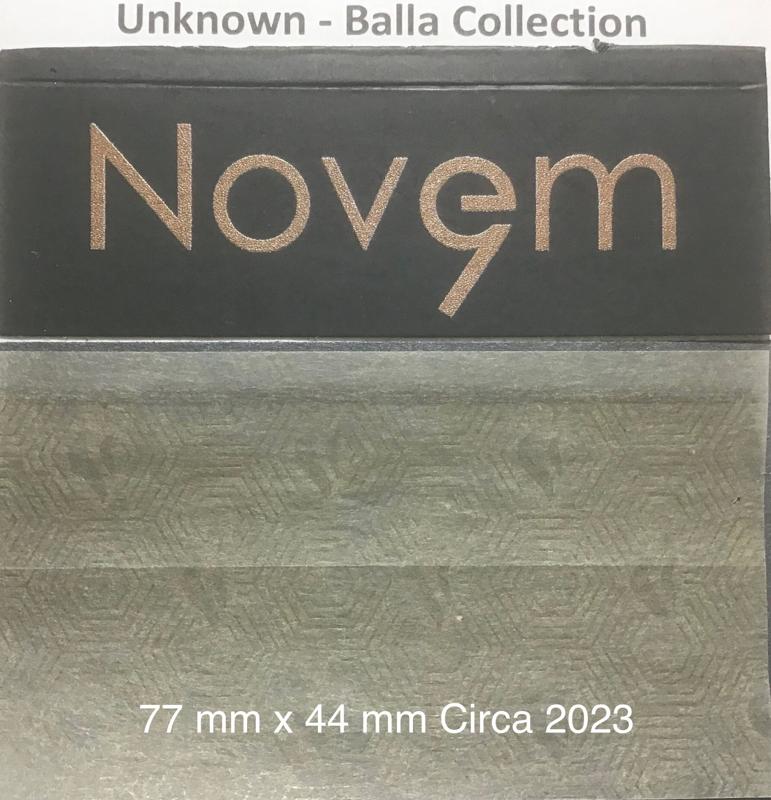 Unknown - Balla Collection
Novem
77 mm x 44 mm Circa 2023